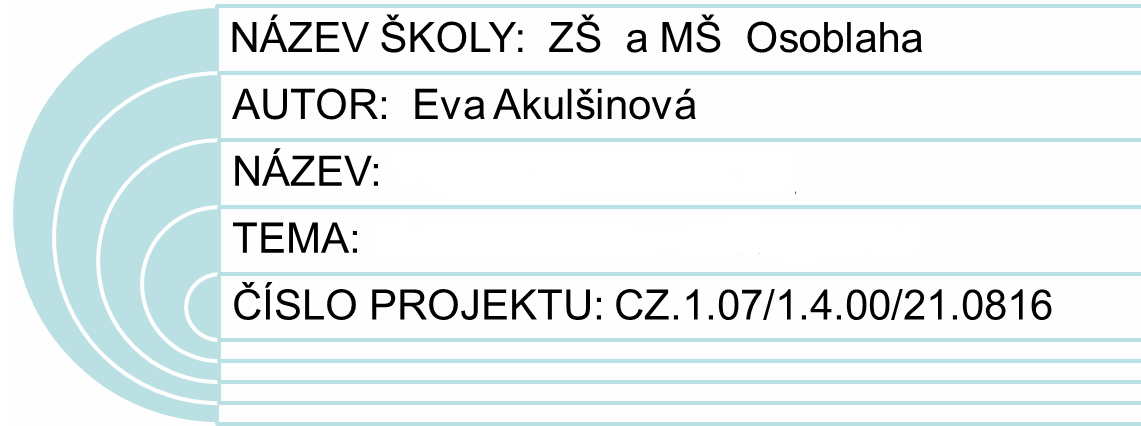 NÁZEV ŠKOLY: ZŠ a MŠ Osoblaha
AUTOR: Eva Akulšinová
NÁZEV:
TEMA:
ČÍSLO PROJEKTU: CZ.1.07/1.4.00/21.0816